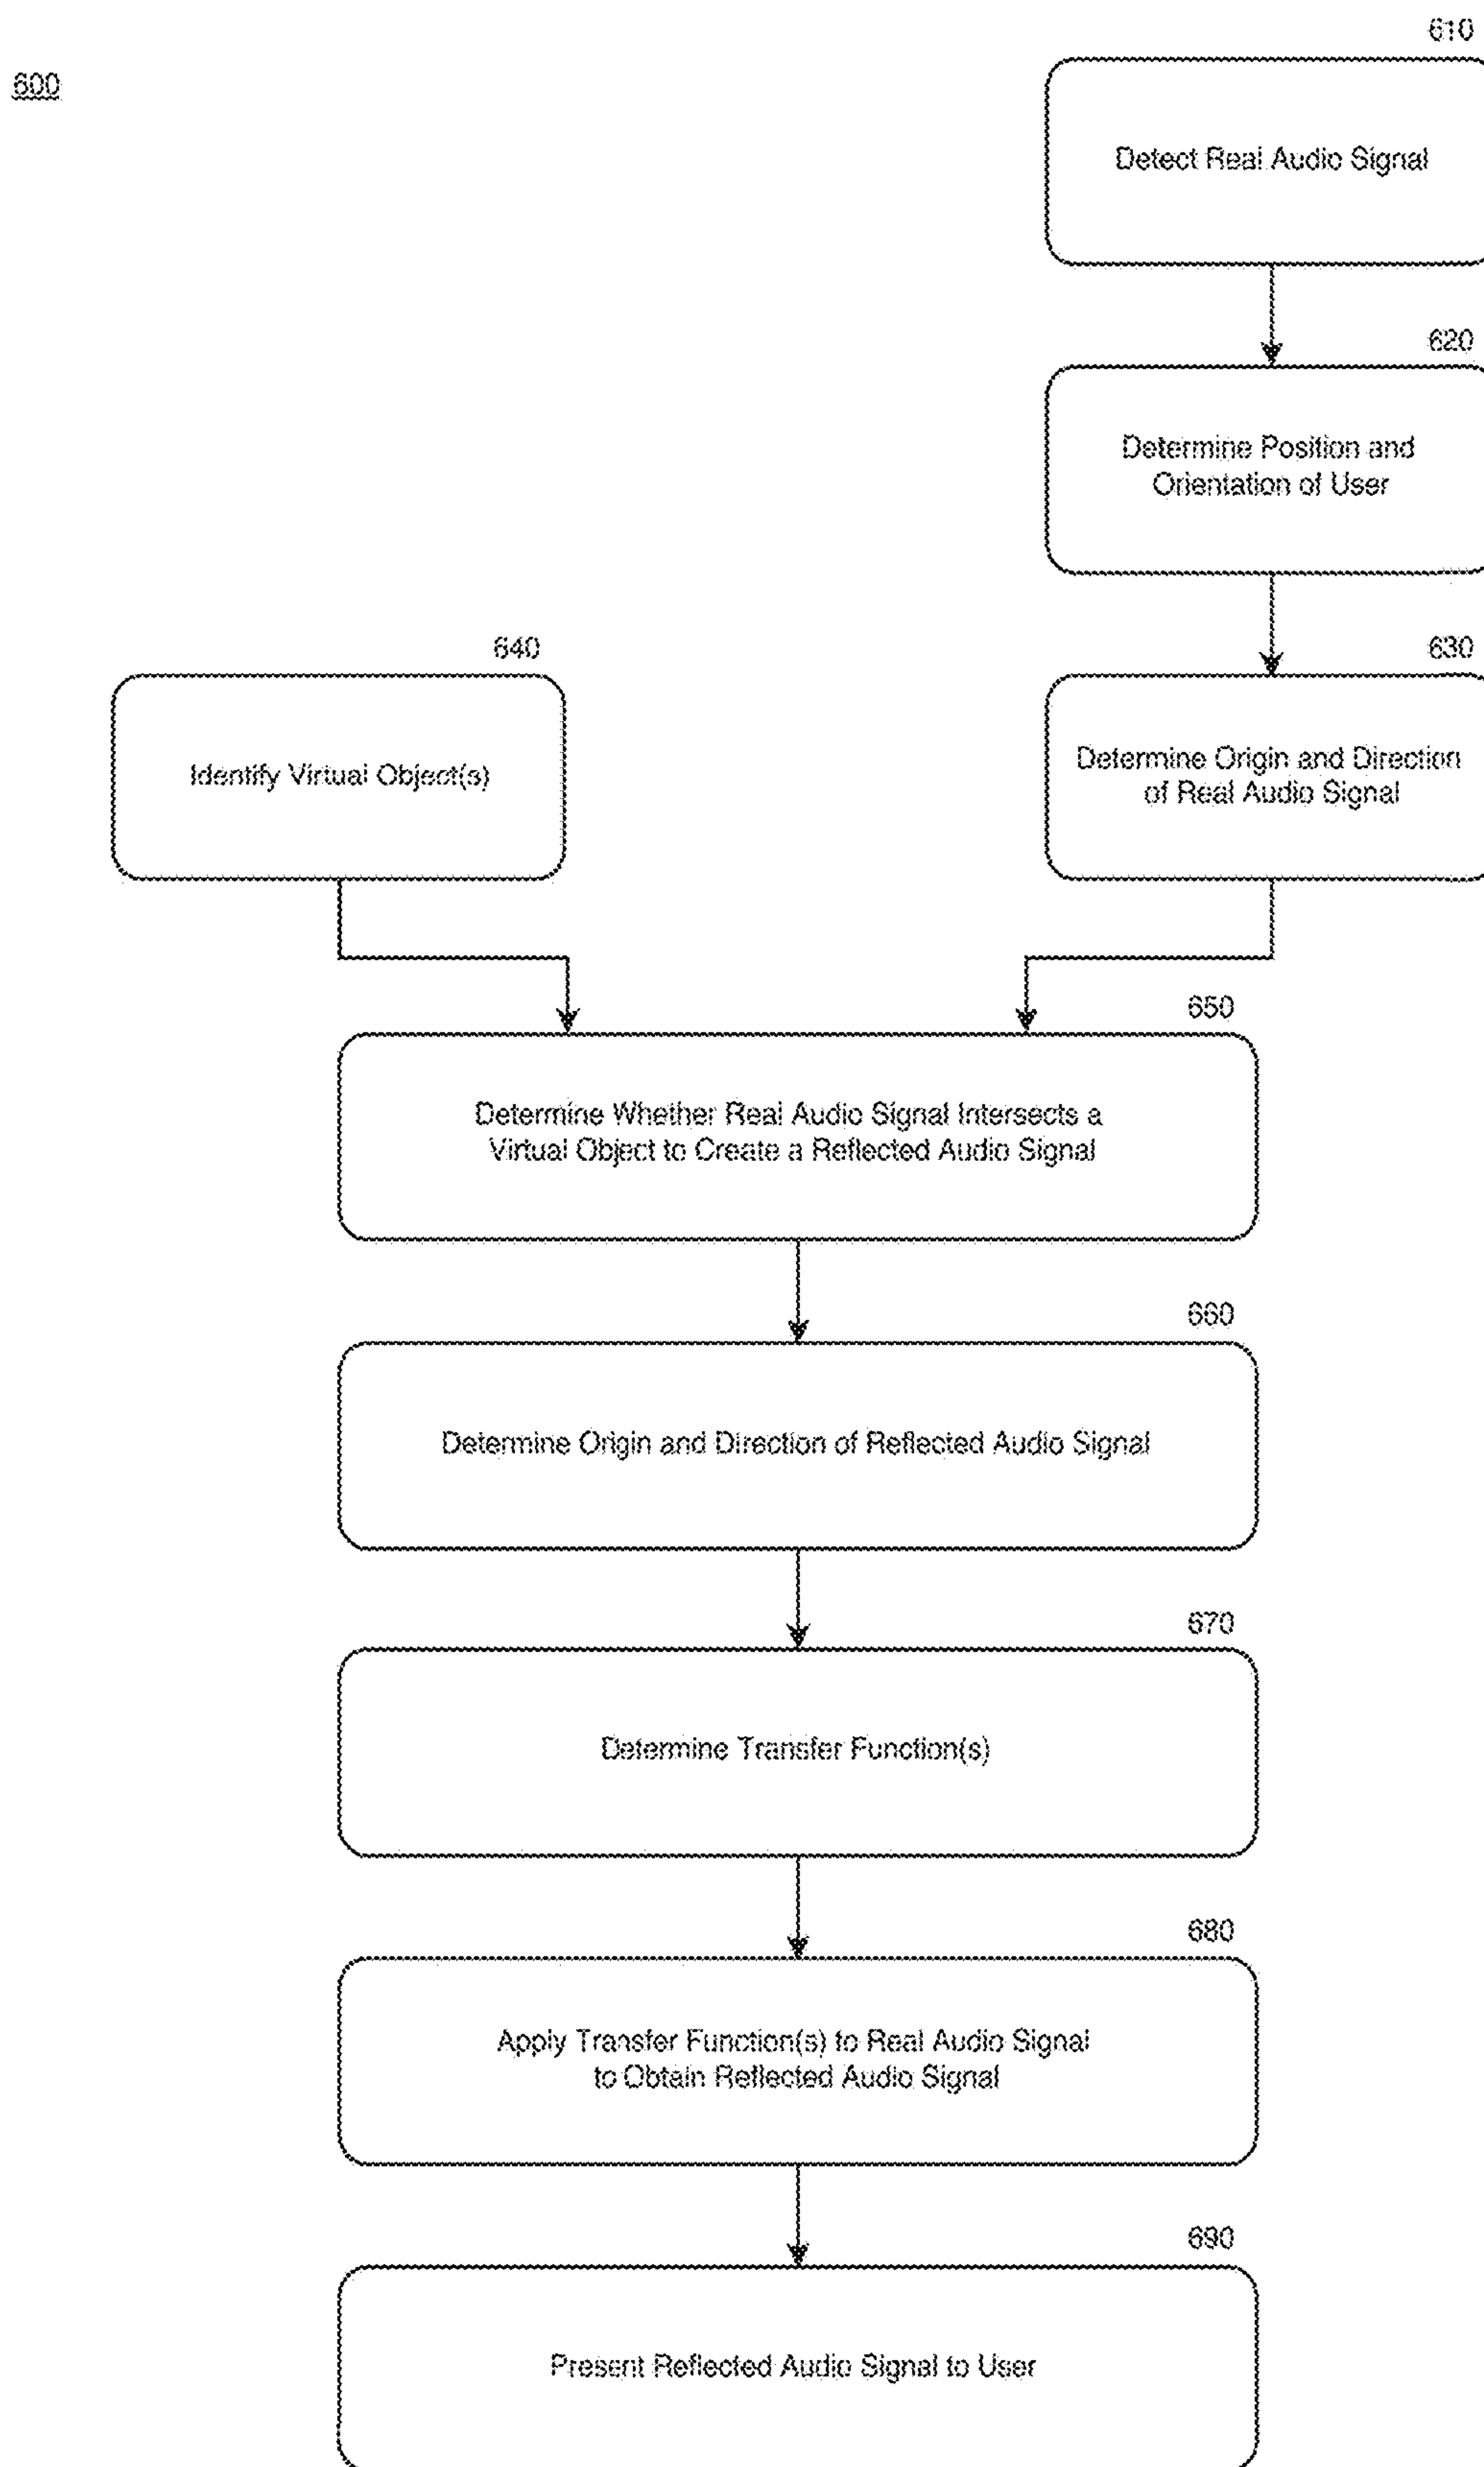 610
600
Detect Real Audio Signal
620
Determine Position and
Orientation of User
640
630
Identify Virtual Object(s)
Determine Origin and Direction
of Real Audio Signal
650
Determine Whether Real Audio Signal Intersects a
Virtual Object to Create a Reflected Audio Signal
660
Determine Origin and Direction of Reflected Audio Signal
670
Determine Transfer Function(s)
680
Apply Transfer Function(s) to Real Audio Signal
to Obtain Reflected Audio Signal
690
Present Reflected Audio Signal to User